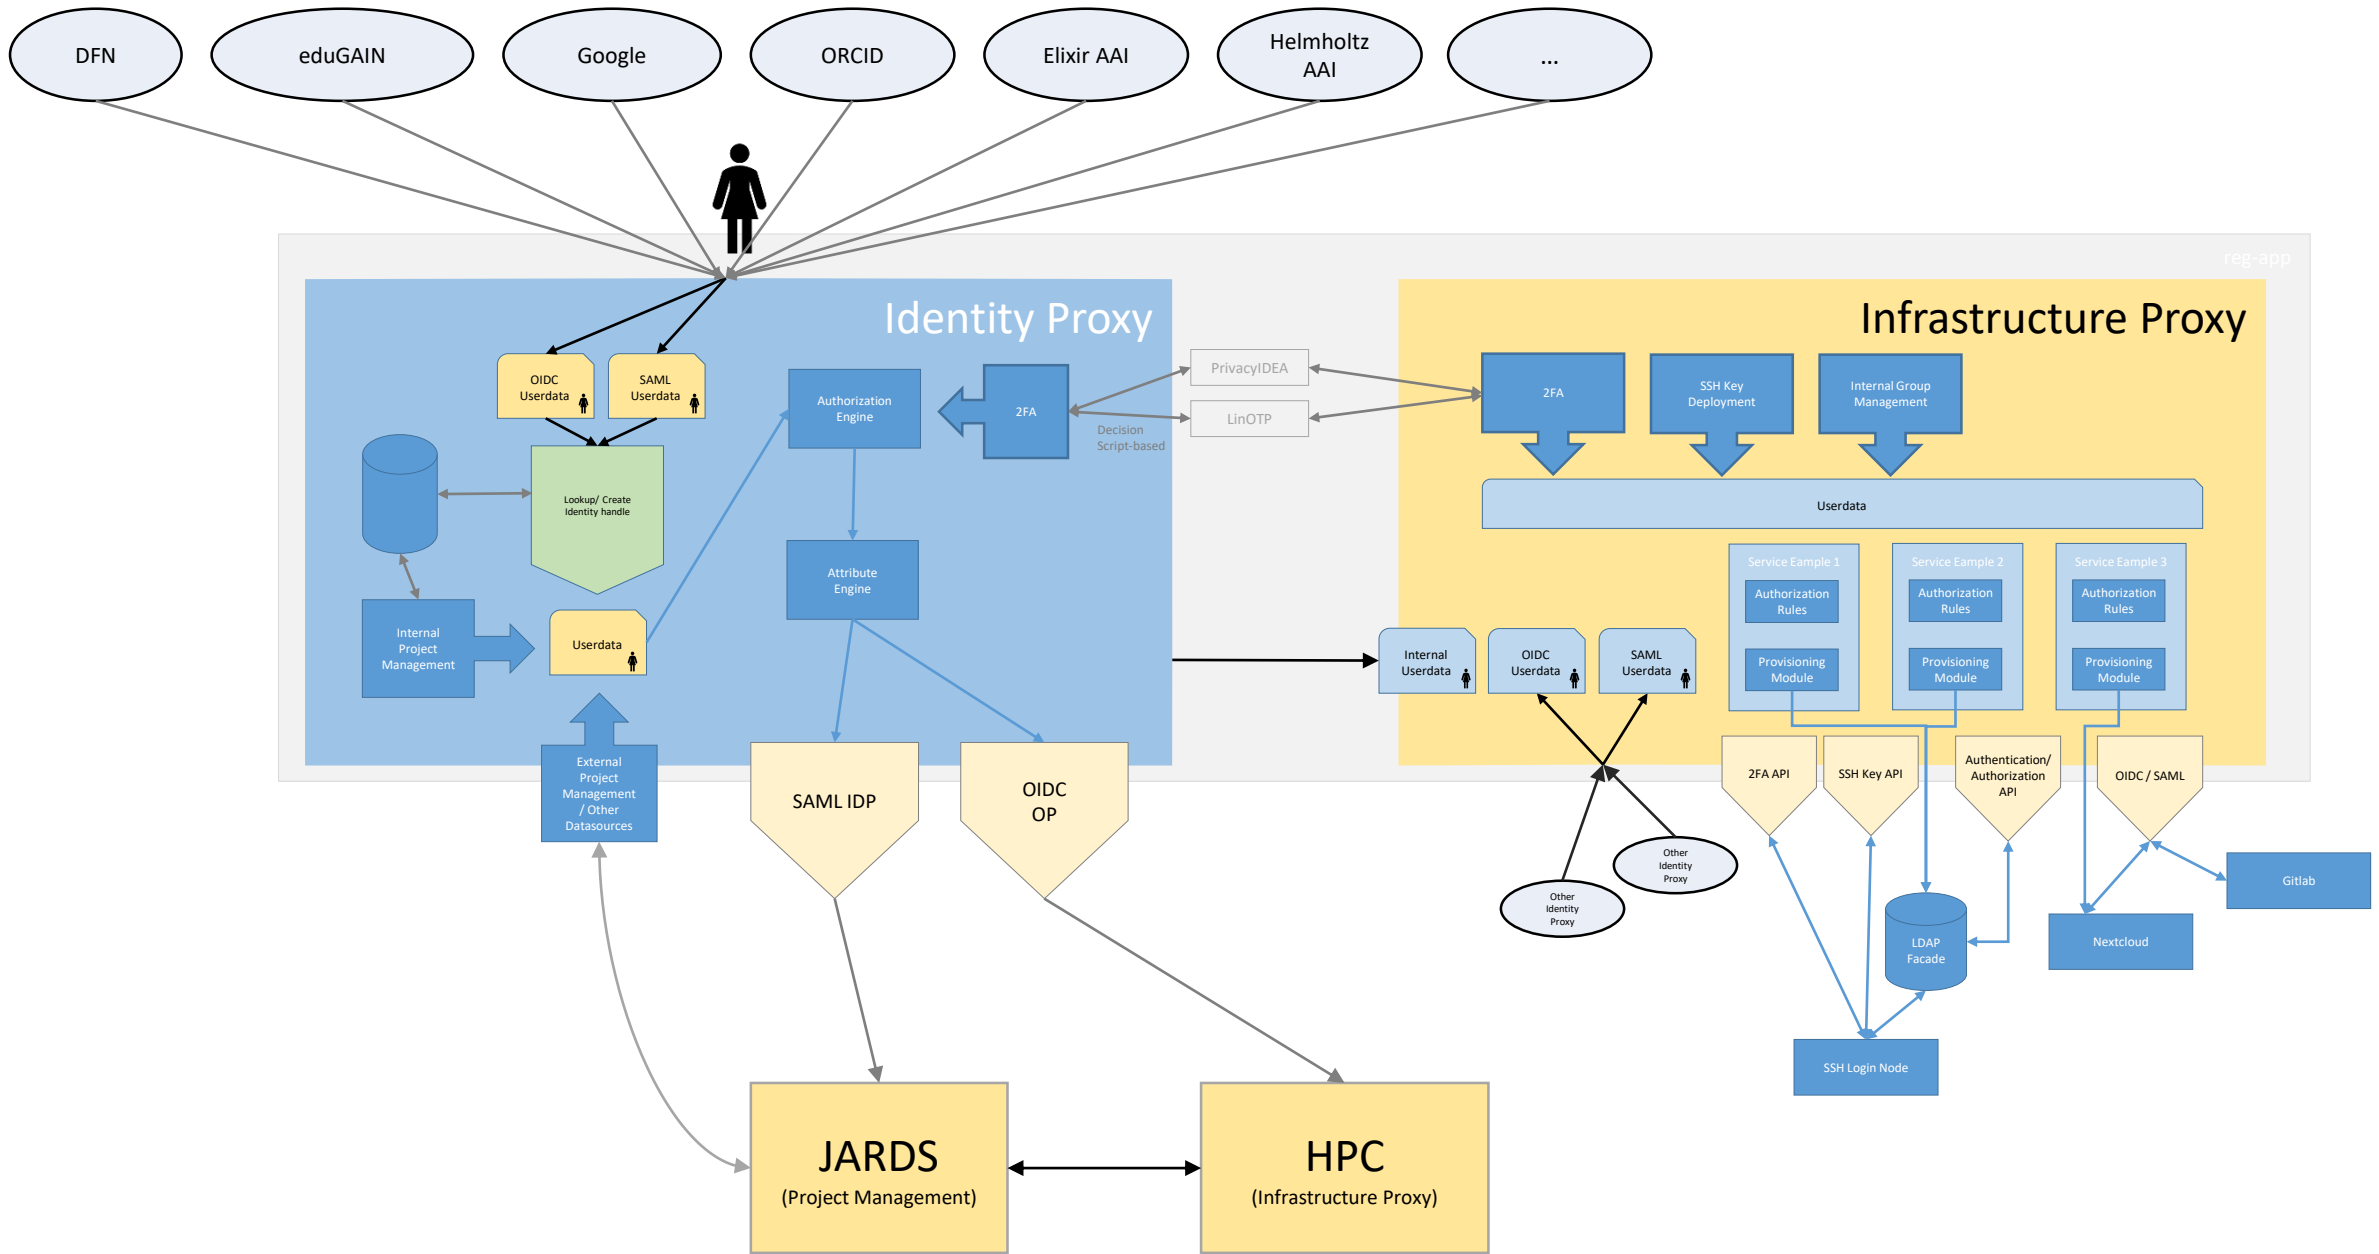 DFN
eduGAIN
Google
ORCID
Elixir AAI
Helmholtz
AAI
...
reg-app
Identity Proxy
Infrastructure Proxy
OIDC
Userdata
SAML
Userdata
Authorization
Engine
2FA
PrivacyIDEA
LinOTP
Decision
Script-based
2FA
SSH Key
Deployment
Internal Group
Management
Lookup/ Create
Identity handle
Userdata
Attribute
Engine
Service Eample 1
Authorization
Rules
Provisioning
Module
Service Eample 2
Authorization
Rules
Provisioning
Module
Service Eample 3
Authorization
Rules
Provisioning
Module
Internal
Project
Management
Userdata
Internal
Userdata
OIDC
Userdata
SAML
Userdata
External
Project
Management
/ Other
Datasources
SAML IDP
OIDC
OP
2FA API
SSH Key API
Authentication/
Authorization
API
OIDC / SAML
Other
Identity
Proxy
Other
Identity
Proxy
Gitlab
LDAP
Facade
Nextcloud
SSH Login Node
JARDS
(Project Management)
HPC
(Infrastructure Proxy)